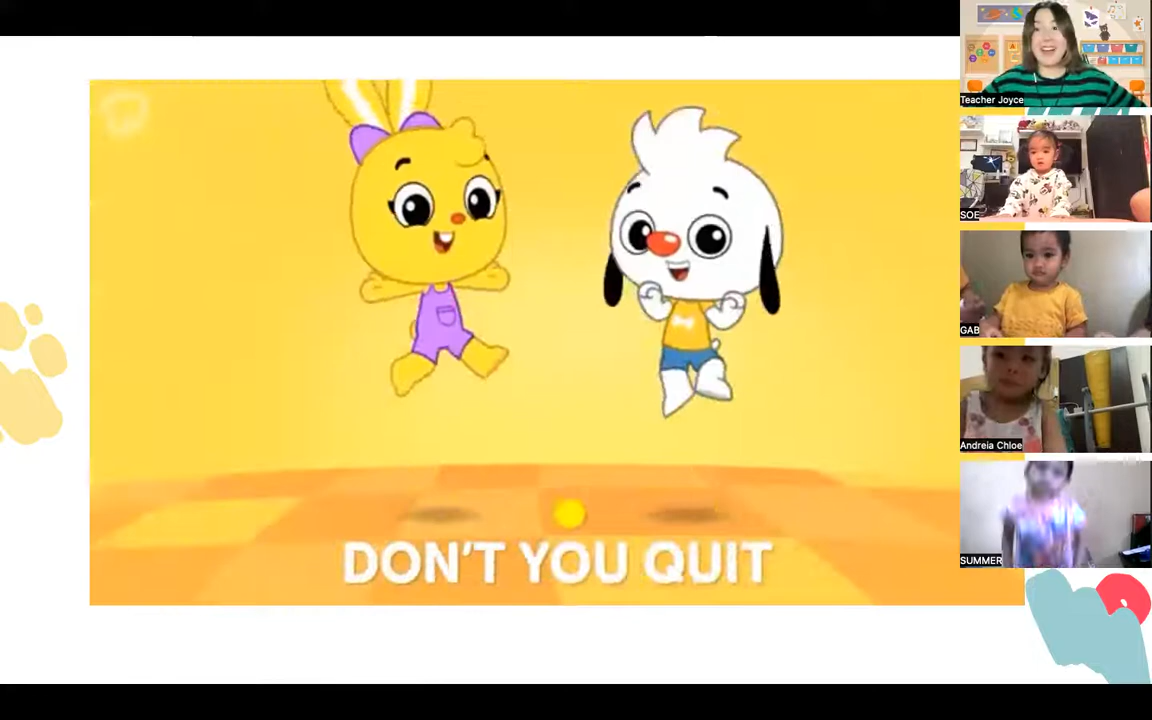 Teacher Joyce
SOE
GAB
Andreia Chloe
SUMMER
DON'T YOU QUIT